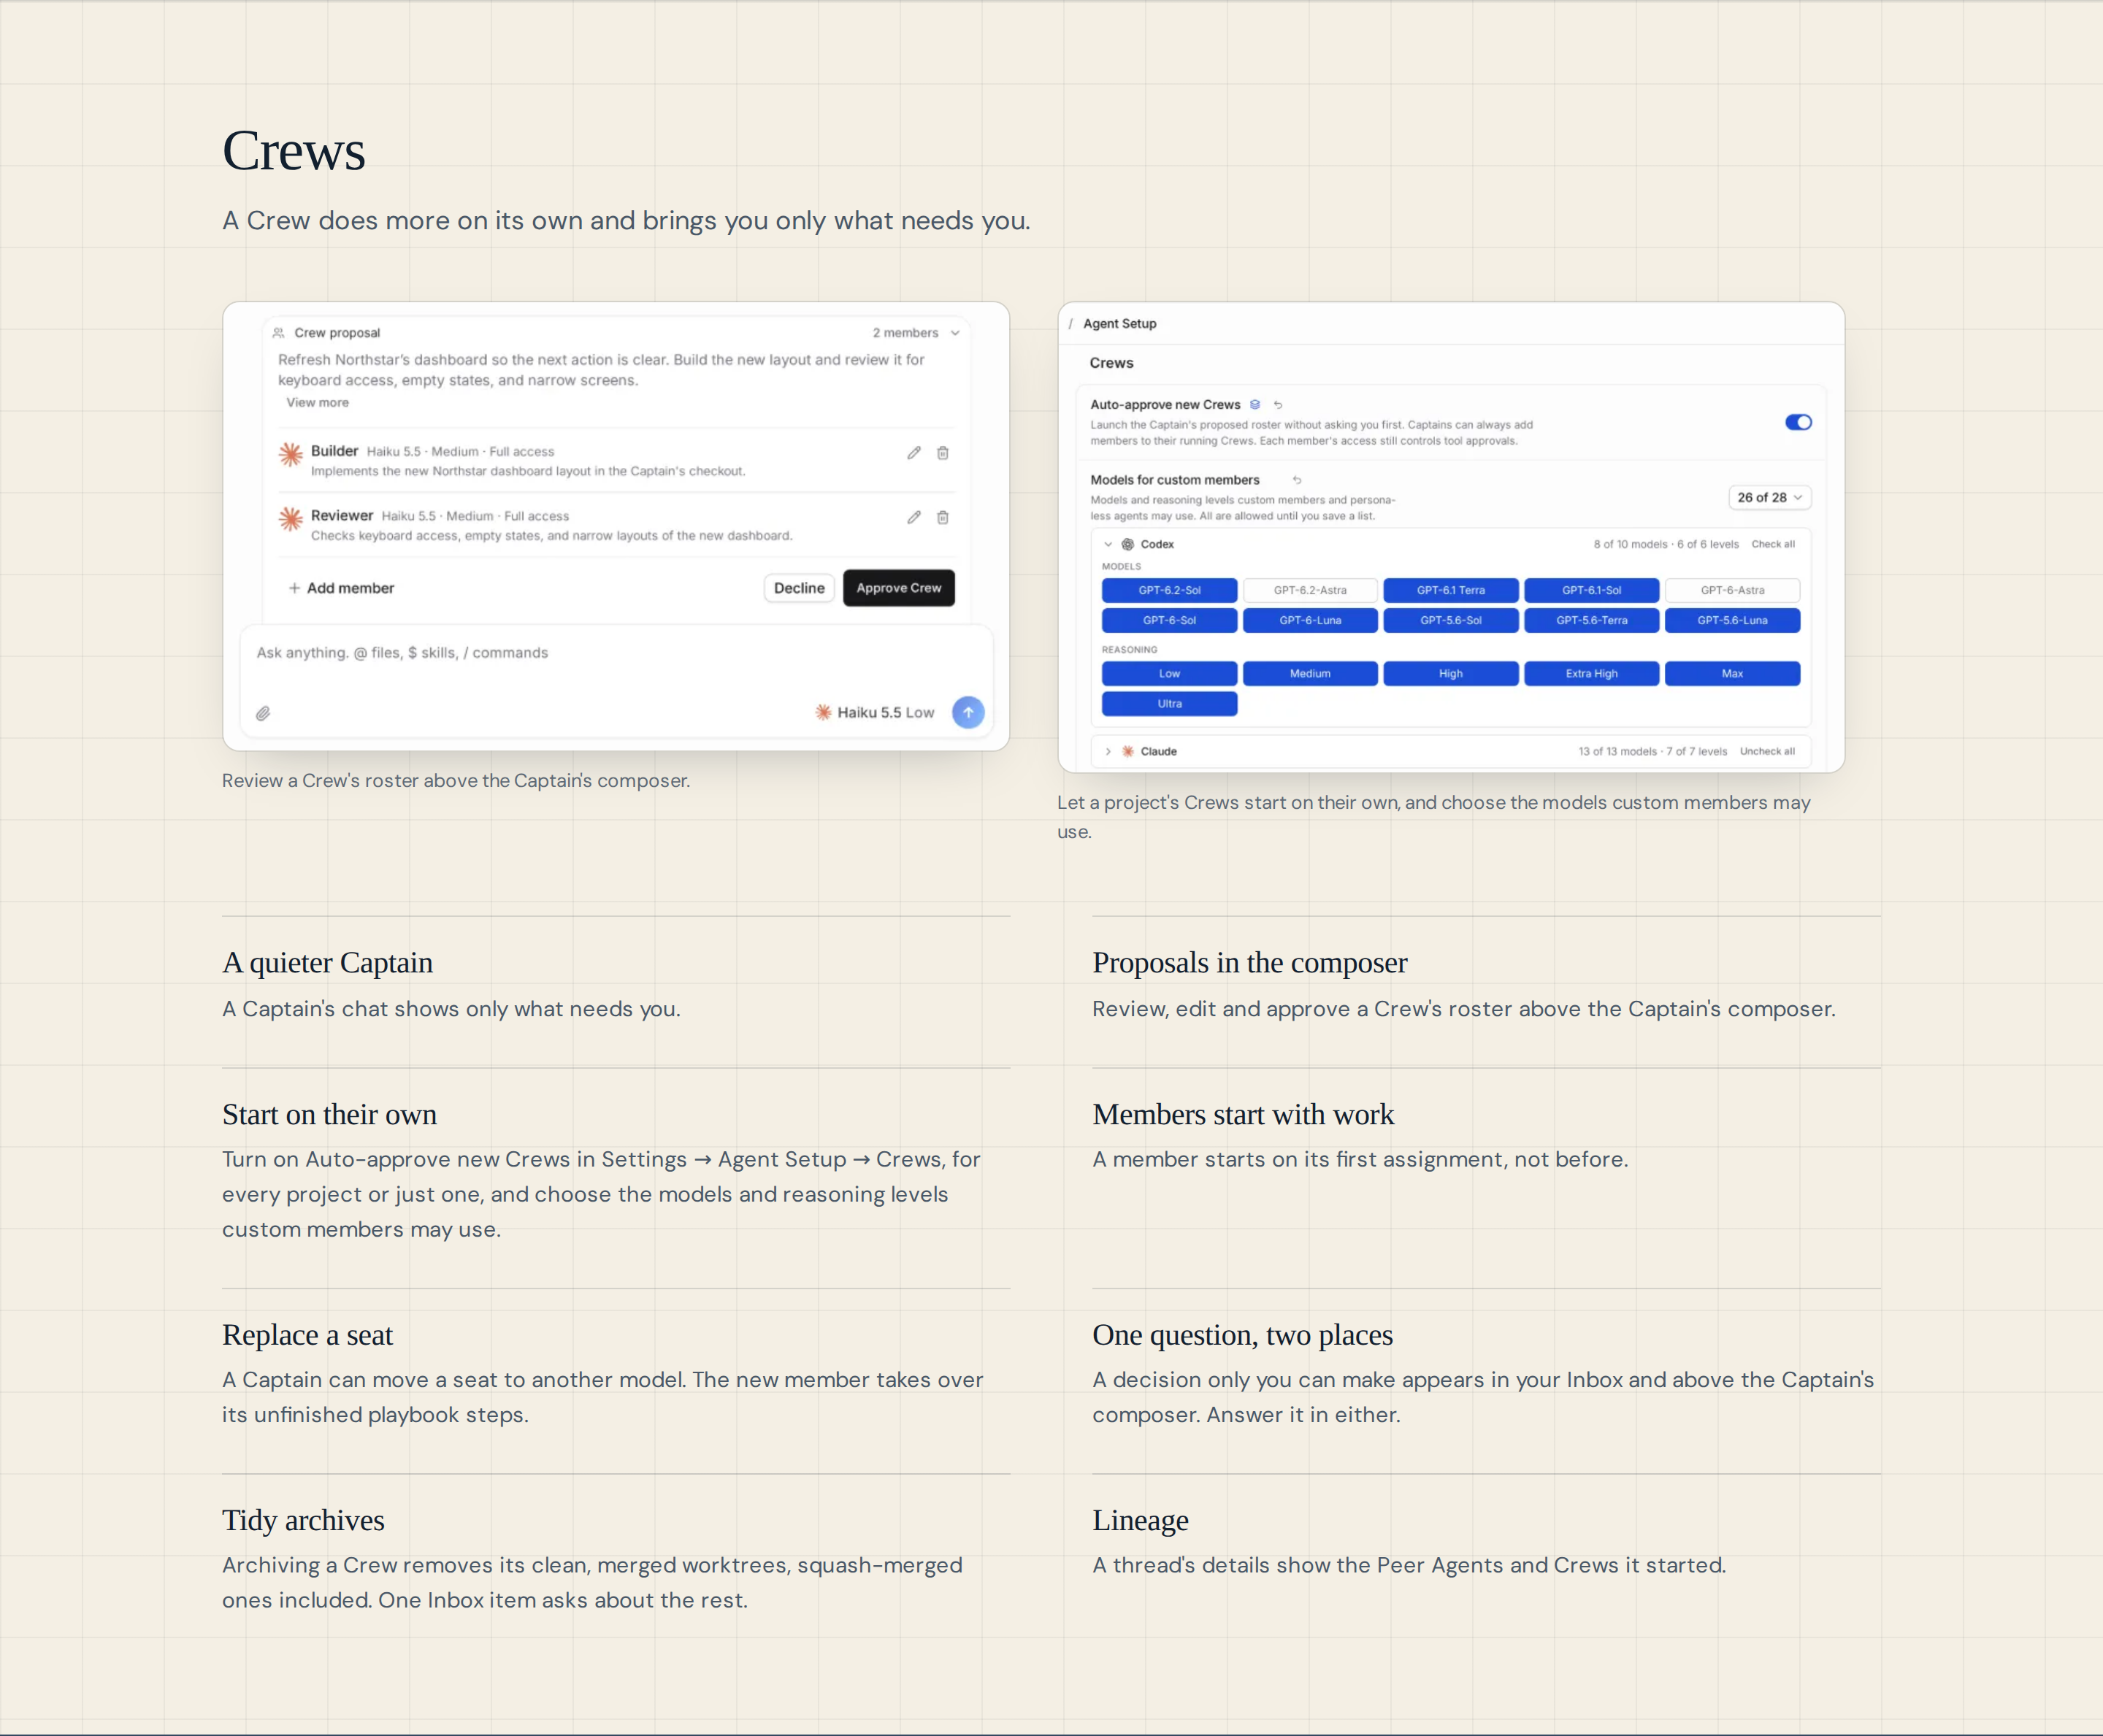 Crews
A Crew does more on its own and brings you only what needs you.
Crew proposal
2 members
Refresh Northstar's dashboard so the next action is clear. Build the new layout and review it for
keyboard access, empty states, and narrow screens.
View more
Builder Haiku 5.5 · Medium · Full access
Implements the new Northstar dashboard layout in the Captain's checkout.
Reviewer Haiku 5.5 · Medium · Full access
Checks keyboard access, empty states, and narrow layouts of the new dashboard.
+ Add member
Decline
Approve Crew
Ask anything. @ files, $ skills, / commands
Haiku 5.5 Low
Review a Crew's roster above the Captain's composer.
/ Agent Setup
Crews
Auto-approve new Crews
Launch the Captain's proposed roster without asking you first. Captains can always add
members to their running Crews. Each member's access still controls tool approvals.
Models for custom members
Models and reasoning levels custom members and persona-
less agents may use. All are allowed until you save a list.
26 of 28
Codex
8 of 10 models · 6 of 6 levels Check all
MODELS
GPT-6.2-Sol GPT-6.2-Astra GPT-6.1 Terra GPT-6.1-Sol GPT-6-Astra
GPT-6-Sol GPT-6-Luna GPT-5.6-Sol GPT-5.6-Terra GPT-5.6-Luna
REASONING
Low Medium High Extra High Max
Ultra
Claude
13 of 13 models · 7 of 7 levels Uncheck all
Let a project's Crews start on their own, and choose the models custom members may
use.
A quieter Captain
A Captain's chat shows only what needs you.
Proposals in the composer
Review, edit and approve a Crew's roster above the Captain's composer.
Start on their own
Turn on Auto-approve new Crews in Settings → Agent Setup → Crews, for
every project or just one, and choose the models and reasoning levels
custom members may use.
Members start with work
A member starts on its first assignment, not before.
Replace a seat
A Captain can move a seat to another model. The new member takes over
its unfinished playbook steps.
One question, two places
A decision only you can make appears in your Inbox and above the Captain's
composer. Answer it in either.
Tidy archives
Archiving a Crew removes its clean, merged worktrees, squash-merged
ones included. One Inbox item asks about the rest.
Lineage
A thread's details show the Peer Agents and Crews it started.